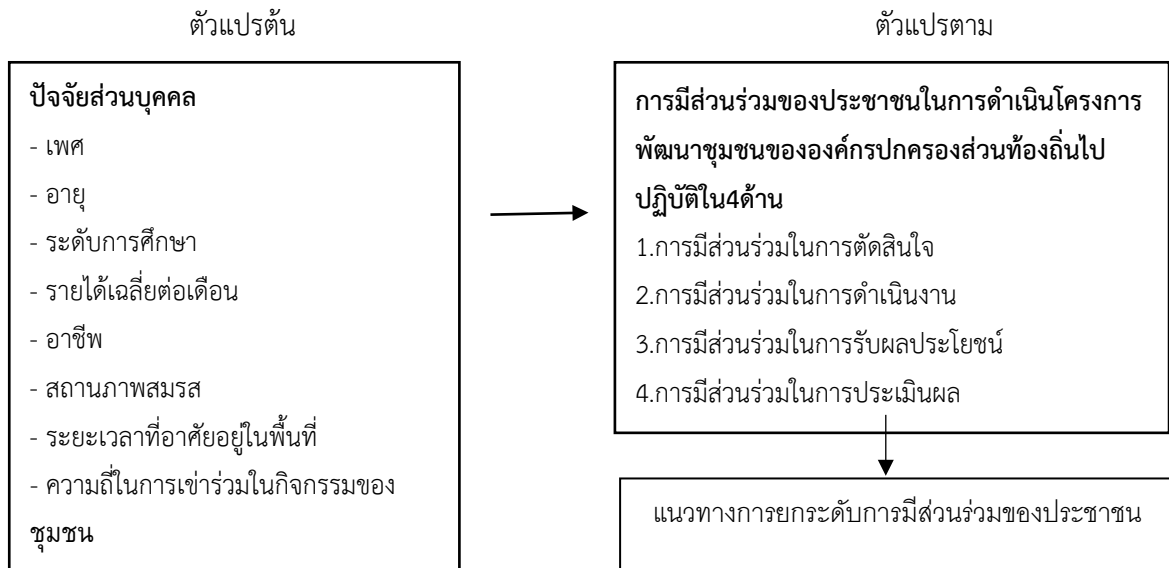 ตัวแปรต้น
ตัวแปรตาม
ปัจจัยส่วนบุคคล
- เพศ
- อายุ
- ระดับการศึกษา
- รายได้เฉลี่ยต่อเดือน
- อาชีพ
- สถานภาพสมรส
- ระยะเวลาที่อาศัยอยู่ในพื้นที่
- ความถี่ในการเข่าร่วมในกิจกรรมของ
ชุมชน
การมีส่วนร่วมของประชาชนในการดำเนินโครงการ
พัฒนาชุมชนขององค์กรปกครองส่วนท้องถิ่นไป
ปฏิบัติใน4ด้าน
1.การมีส่วนร่วมในการตัดสินใจ
2.การมีส่วนร่วมในการดำเนินงาน
3.การมีส่วนร่วมในการรับผลประโยชน์
4.การมีส่วนร่วมในการประเมินผล
แนวทางการยกระดับการมีส่วนร่วมของประชาชน